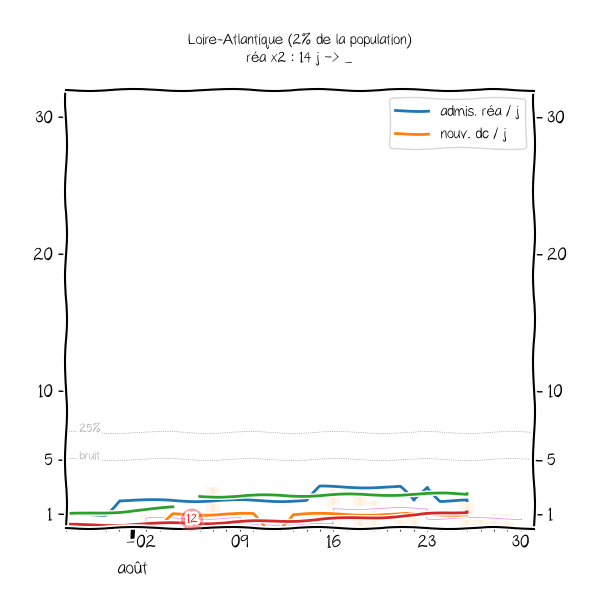 Loire-Atlantique (2% de la population)
réa x2 : 14 j -> _
admis. réa / j
nouv. dc / j
30 30
20 20
10 10
25%
5 bruit 5
1 12 1
02 09 16 23 30
août